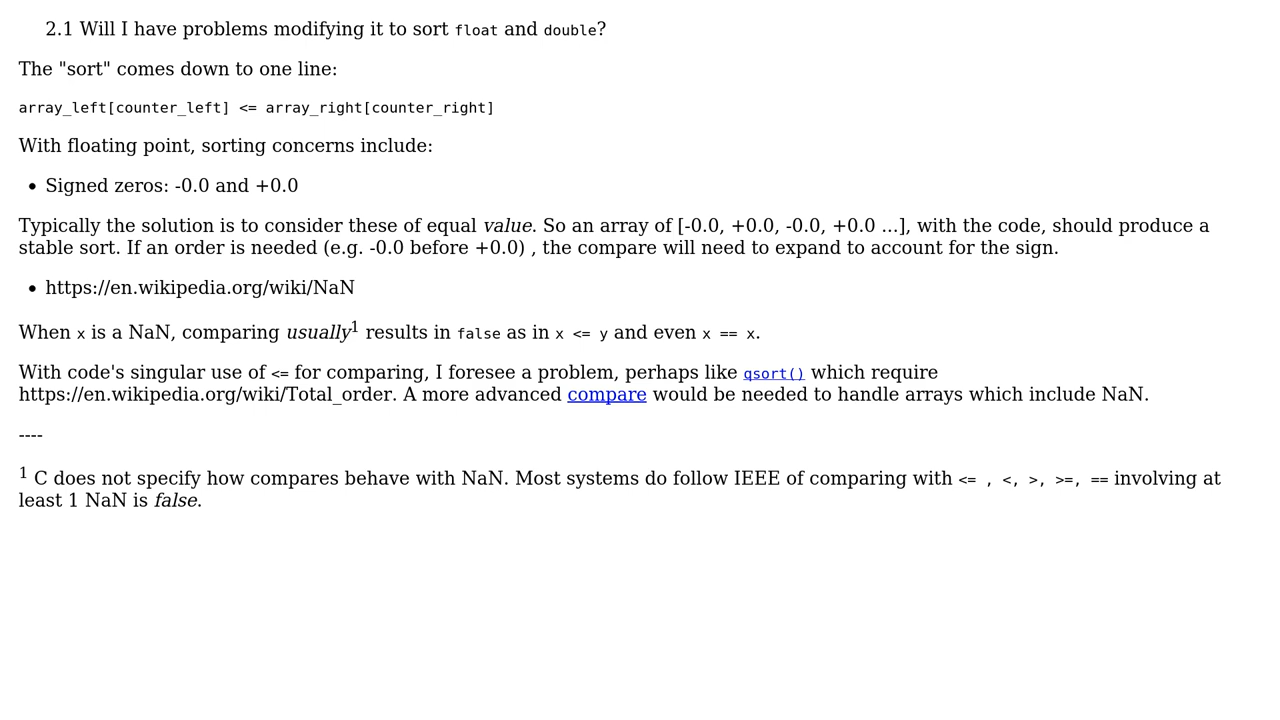 2.1 Will I have problems modifying it to sort float and double?
The "sort" comes down to one line:
array_left[counter_left] <= array_right[counter_right]
With floating point, sorting concerns include:
• Signed zeros: -0.0 and +0.0
Typically the solution is to consider these of equal value. So an array of [-0.0, +0.0, -0.0, +0.0 ...], with the code, should produce a
stable sort. If an order is needed (e.g. -0.0 before +0.0) , the compare will need to expand to account for the sign.
• https://en.wikipedia.org/wiki/NaN
When x is a NaN, comparing usually1 results in false as in x <= y and even x == x.
With code's singular use of <= for comparing, I foresee a problem, perhaps like qsort() which require
https://en.wikipedia.org/wiki/Total_order. A more advanced compare would be needed to handle arrays which include NaN.
----
1 C does not specify how compares behave with NaN. Most systems do follow IEEE of comparing with <= , <, >, >=, == involving at
least 1 NaN is false.